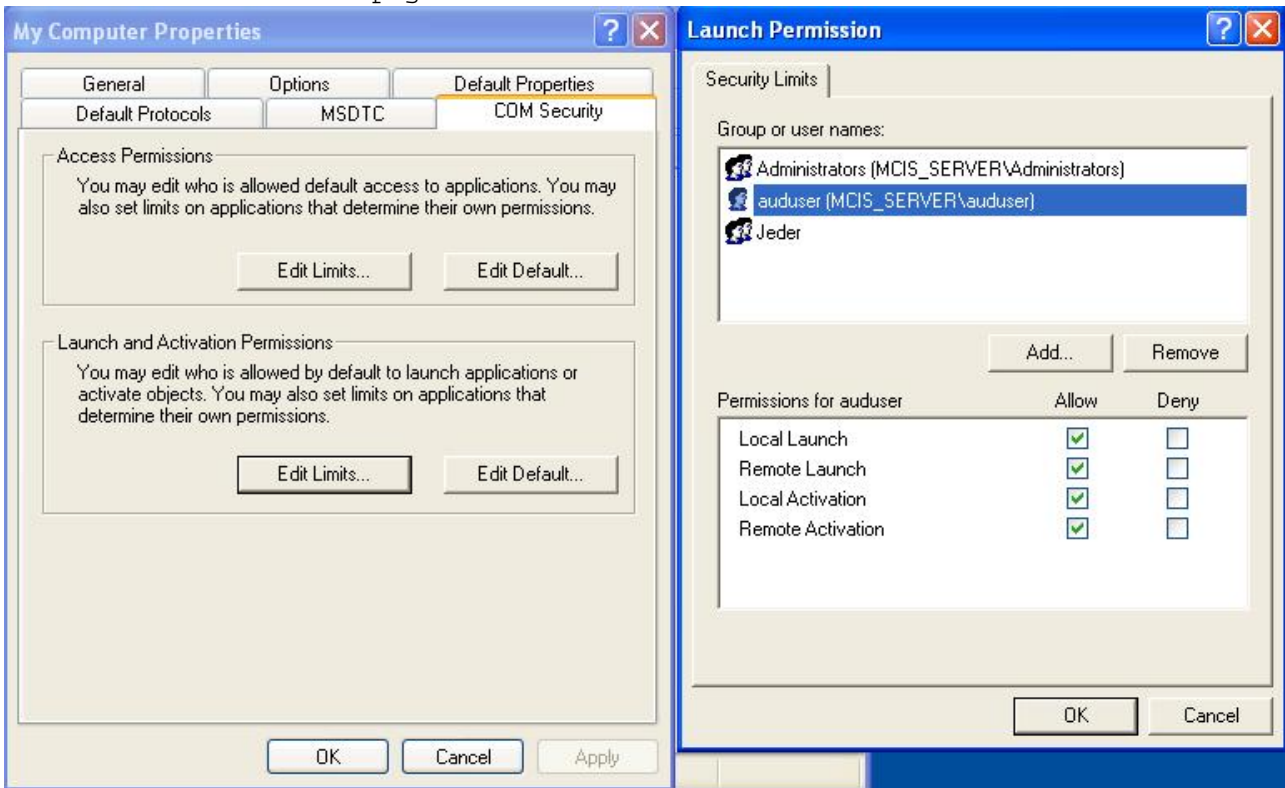 My Computer Properties
General
Options
Default Properties
Default Protocols
MSDTC
COM Security
Access Permissions
You may edit who is allowed default access to applications. You may
also set limits on applications that determine their own permissions.
Edit Limits...
Edit Default...
Launch and Activation Permissions
You may edit who is allowed by default to launch applications or
activate objects. You may also set limits on applications that
determine their own permissions.
Edit Limits...
Edit Default...
OK
Cancel
Apply
Launch Permission
Security Limits
Group or user names:
Administrators (MCIS_SERVER\Administrators)
auduser (MCIS_SERVER\auduser)
Jeder
Add...
Remove
Permissions for auduser
Allow
Deny
Local Launch
Remote Launch
Local Activation
Remote Activation
OK
Cancel